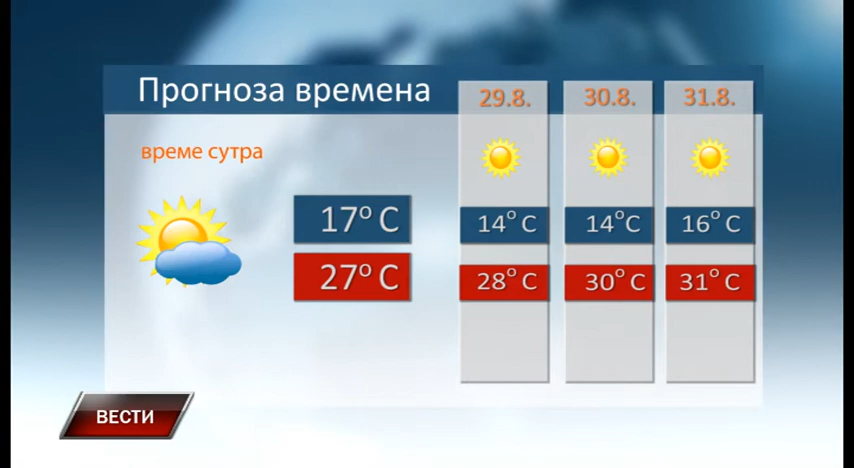 Прогноза времена
29.8. 30.8. 31.8.
време сутра
17° C 14° C 14°C 16° C
27° C 28° C 30° C 31° C
ВЕСТИ